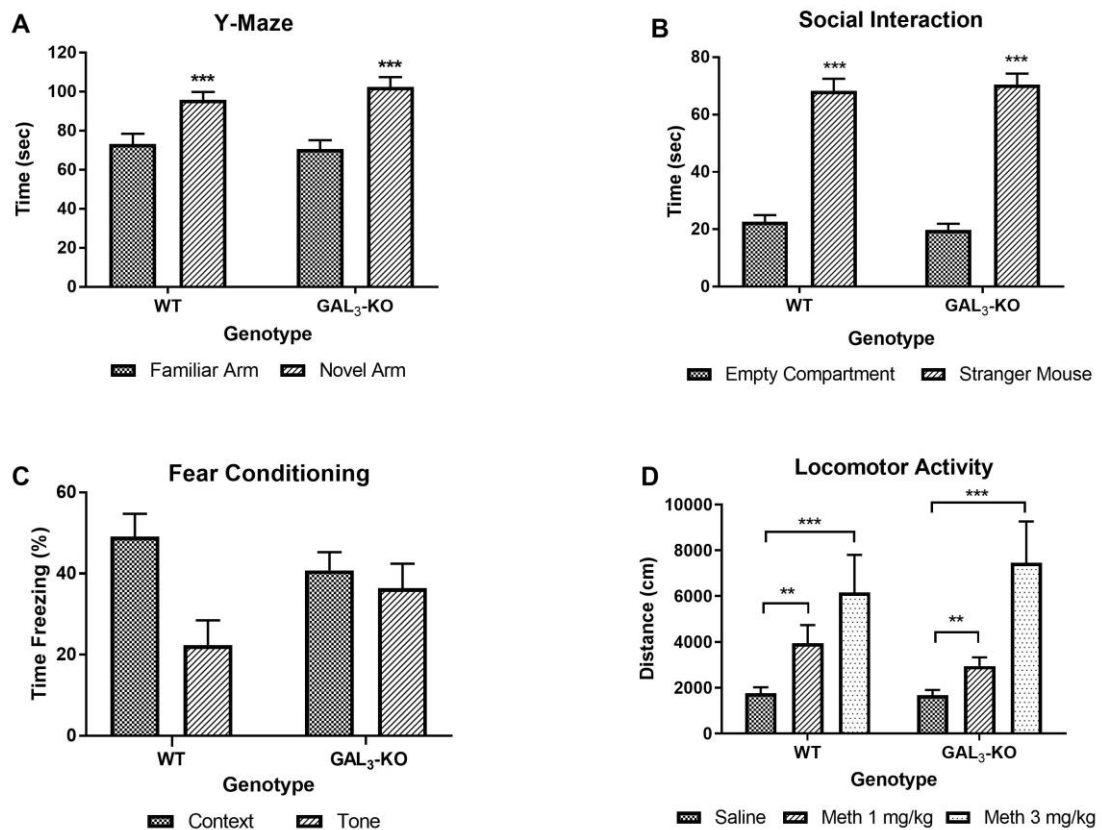 A
Y-Maze
Time (sec)
120
100
80
60
40
20
0
***
***
WT
GAL₃-KO
Genotype
Familiar Arm
Novel Arm
B
Social Interaction
Time (sec)
80
60
40
20
0
***
***
WT
GAL₃-KO
Genotype
Empty Compartment
Stranger Mouse
C
Fear Conditioning
Time Freezing (%)
60
40
20
0
WT
GAL₃-KO
Genotype
Context
Tone
D
Locomotor Activity
Distance (cm)
10000
8000
6000
4000
2000
0
***
**
***
**
WT
GAL₃-KO
Genotype
Saline
Meth 1 mg/kg
Meth 3 mg/kg